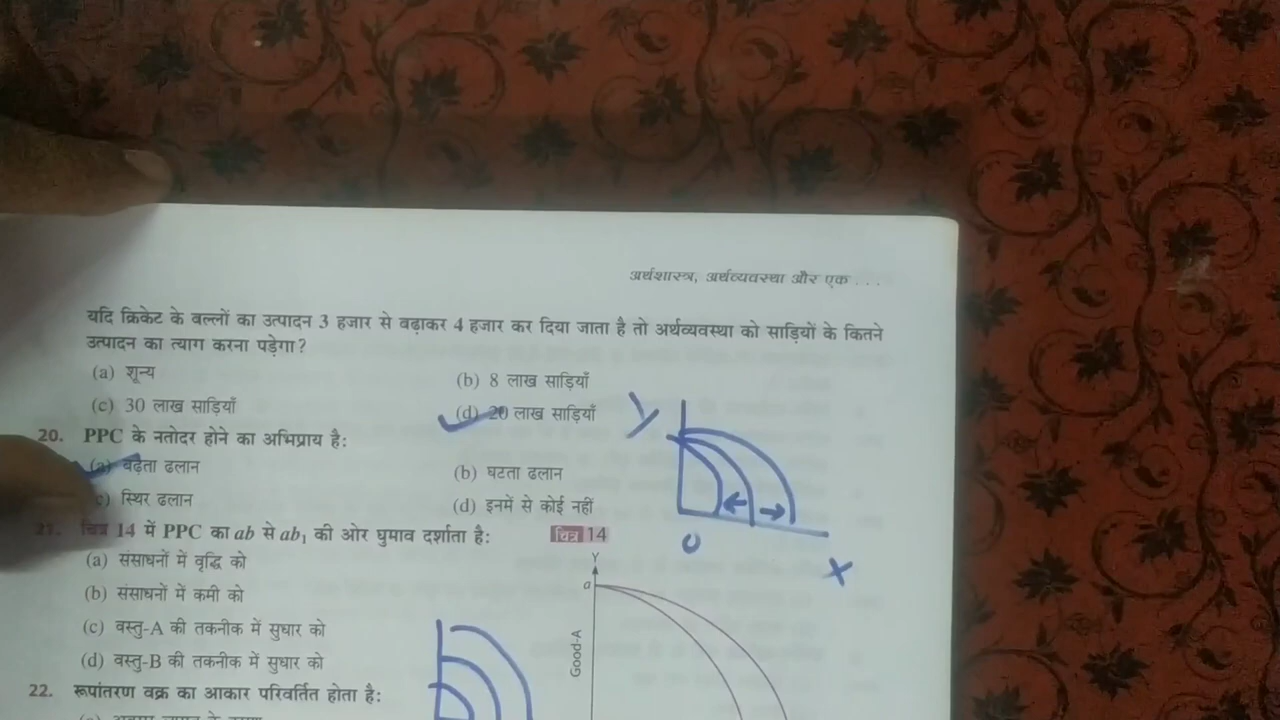 अर्थशास्त्र, अर्थव्यवस्था और एक . . .
यदि क्रिकेट के बल्लों का उत्पादन 3 हजार से बढ़ाकर 4 हजार कर दिया जाता है तो अर्थव्यवस्था को साड़ियों के कितने
उत्पादन का त्याग करना पड़ेगा?
(a) शून्य
(b) 8 लाख साड़ियाँ
(c) 30 लाख साड़ियाँ
(d) 20 लाख साड़ियाँ
20. PPC के नतोदर होने का अभिप्राय है:
(a) बढ़ता ढलान
(b) घटता ढलान
(c) स्थिर ढलान
(d) इनमें से कोई नहीं
21. चित्र 14 में PPC का ab से ab₁ की ओर घुमाव दर्शाता है:
(a) संसाधनों में वृद्धि को
(b) संसाधनों में कमी को
(c) वस्तु-A की तकनीक में सुधार को
(d) वस्तु-B की तकनीक में सुधार को
22. रूपांतरण वक्र का आकार परिवर्तित होता है:
चित्र 14
Y
a
Good-A
y
O
x